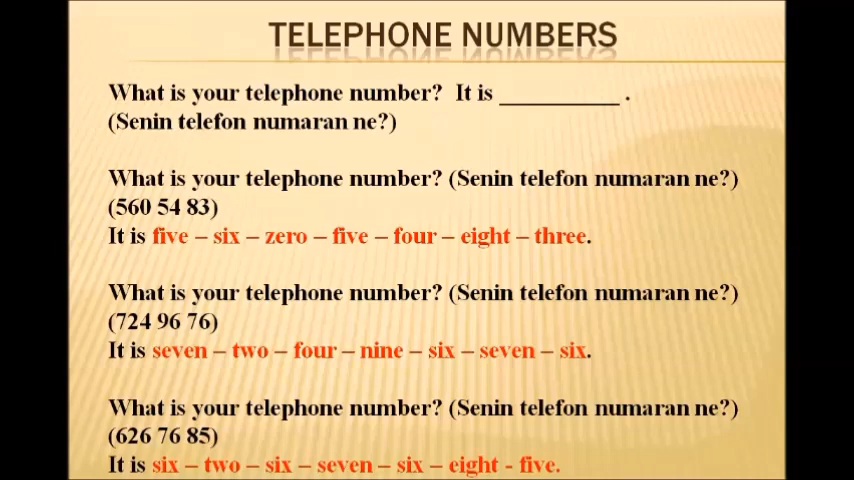 TELEPHONE NUMBERS
What is your telephone number? It is __________ .
(Senin telefon numaran ne?)
What is your telephone number? (Senin telefon numaran ne?)
(560 54 83)
It is five – six – zero – five – four – eight – three.
What is your telephone number? (Senin telefon numaran ne?)
(724 96 76)
It is seven – two – four – nine – six – seven – six.
What is your telephone number? (Senin telefon numaran ne?)
(626 76 85)
It is six – two – six – seven – six – eight - five.